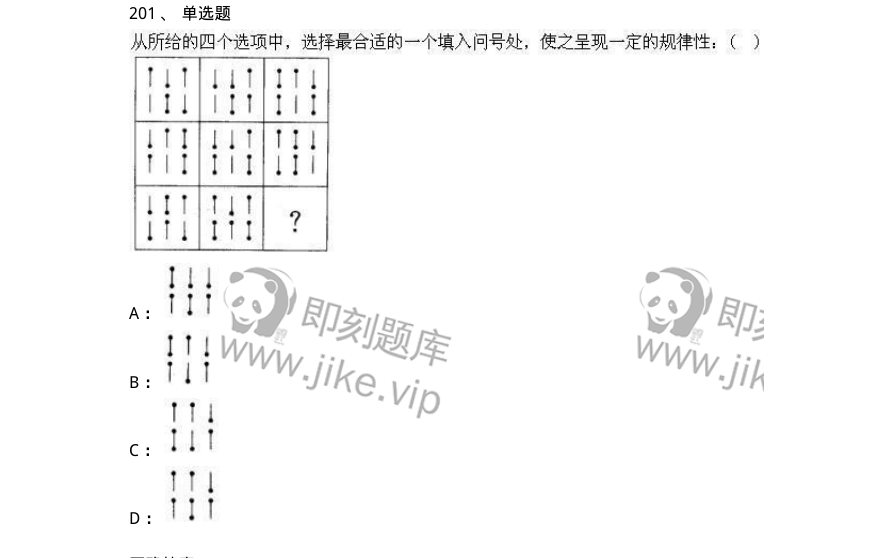 201 、 单选题
从所给的四个选项中，选择最合适的一个填入问号处，使之呈现一定的规律性：（ ）
?
A：
B：
C：
D：
即刻题库
www.jike.vip
即刻
www.jik